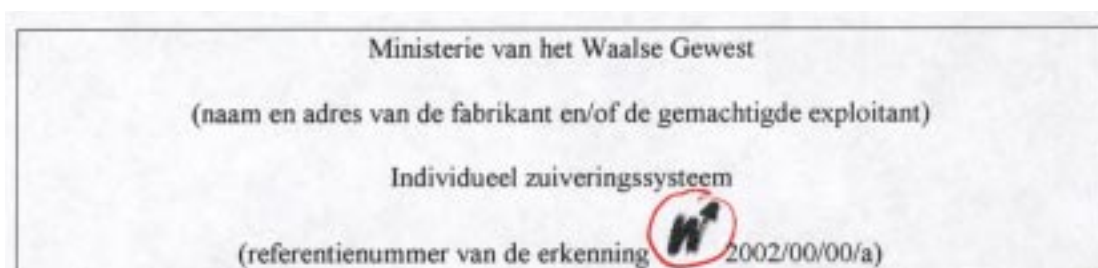 Ministerie van het Waalse Gewest
(naam en adres van de fabrikant en/of de gemachtigde exploitant)
Individueel zuiveringssysteem
(referentienummer van de erkenning W 2002/00/00/a)